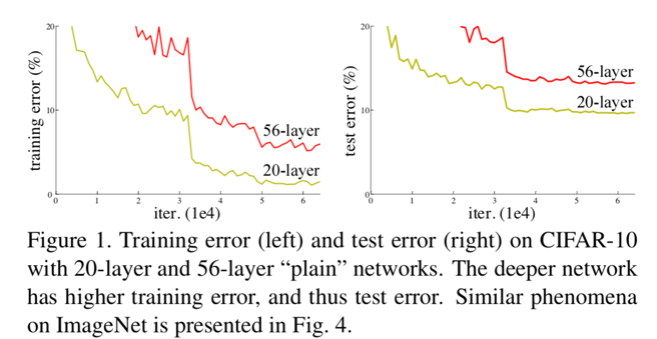 20
10
0
training error (%)
0 1 2 3 4 5 6
iter. (1e4)
56-layer
20-layer
20
10
0
test error (%)
0 1 2 3 4 5 6
iter. (1e4)
56-layer
20-layer
Figure 1. Training error (left) and test error (right) on CIFAR-10
with 20-layer and 56-layer “plain” networks. The deeper network
has higher training error, and thus test error. Similar phenomena
on ImageNet is presented in Fig. 4.